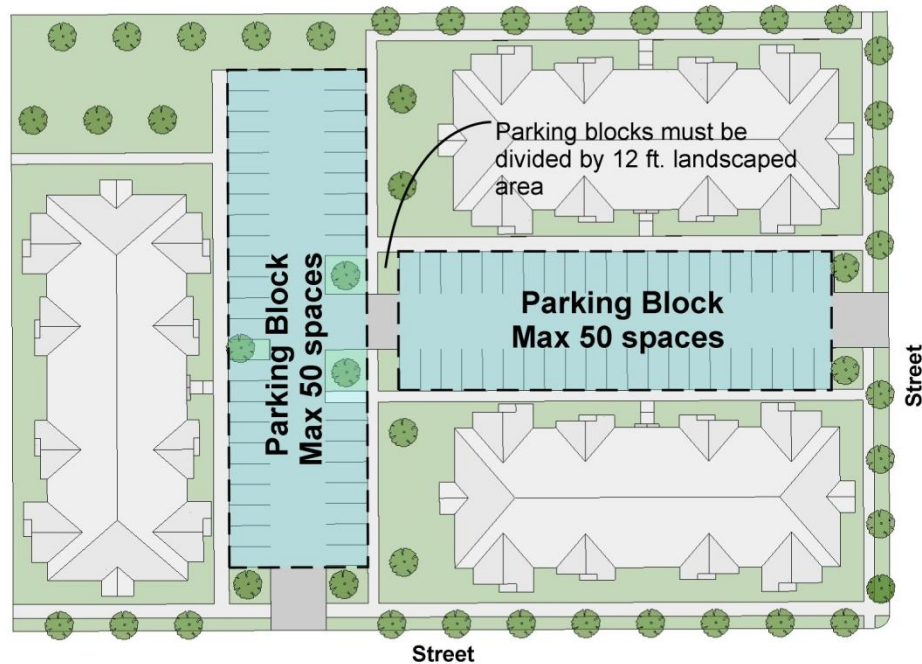 Parking blocks must be
divided by 12 ft. landscaped
area
Parking Block
Max 50 spaces
Parking Block
Max 50 spaces
Street
Street